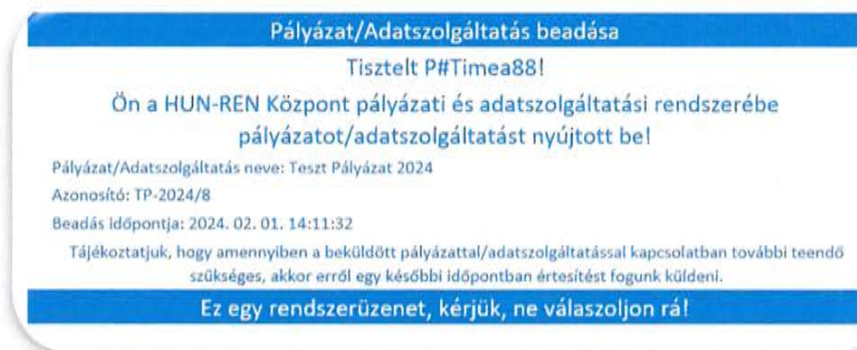 Pályázat/Adatszolgáltatás beadása
Tisztelt P#Timea88!
Ön a HUN-REN Központ pályázati és adatszolgáltatási rendszerébe
pályázatot/adatszolgáltatást nyújtott be!
Pályázat/Adatszolgáltatás neve: Teszt Pályázat 2024
Azonosító: TP-2024/8
Beadás időpontja: 2024. 02. 01. 14:11:32
Tájékoztatjuk, hogy amennyiben a beküldött pályázattal/adatszolgáltatással kapcsolatban további teendő
szükséges, akkor erről egy későbbi időpontban értesítést fogunk küldeni.
Ez egy rendszerüzenet, kérjük, ne válaszoljon rá!